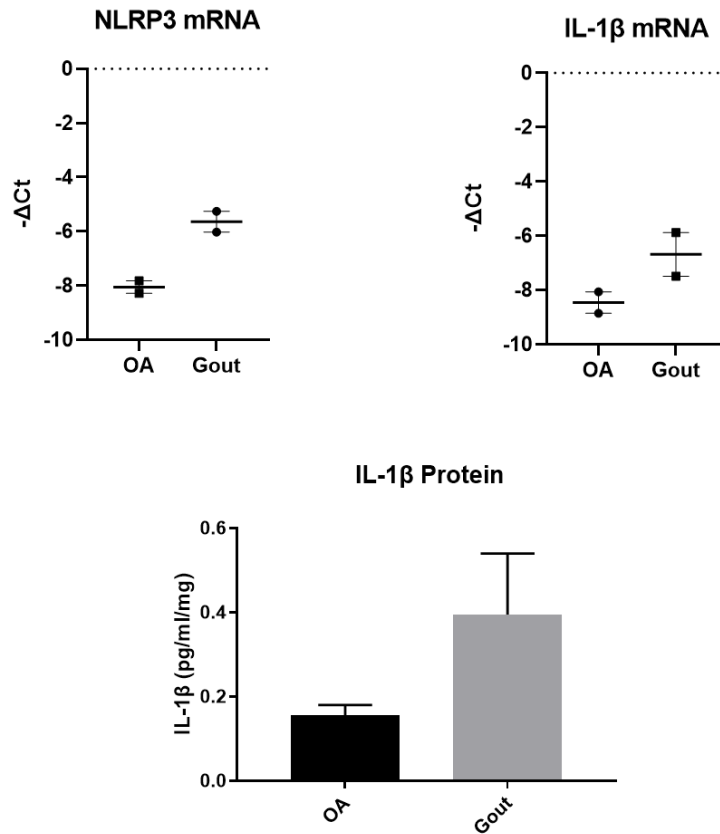 NLRP3 mRNA
0
-2
-4
-6
-8
-10
-ΔCt
OA
Gout
IL-1β mRNA
0
-2
-4
-6
-8
-10
-ΔCt
OA
Gout
IL-1β Protein
0.6
0.4
0.2
0.0
IL-1β (pg/ml/mg)
OA
Gout